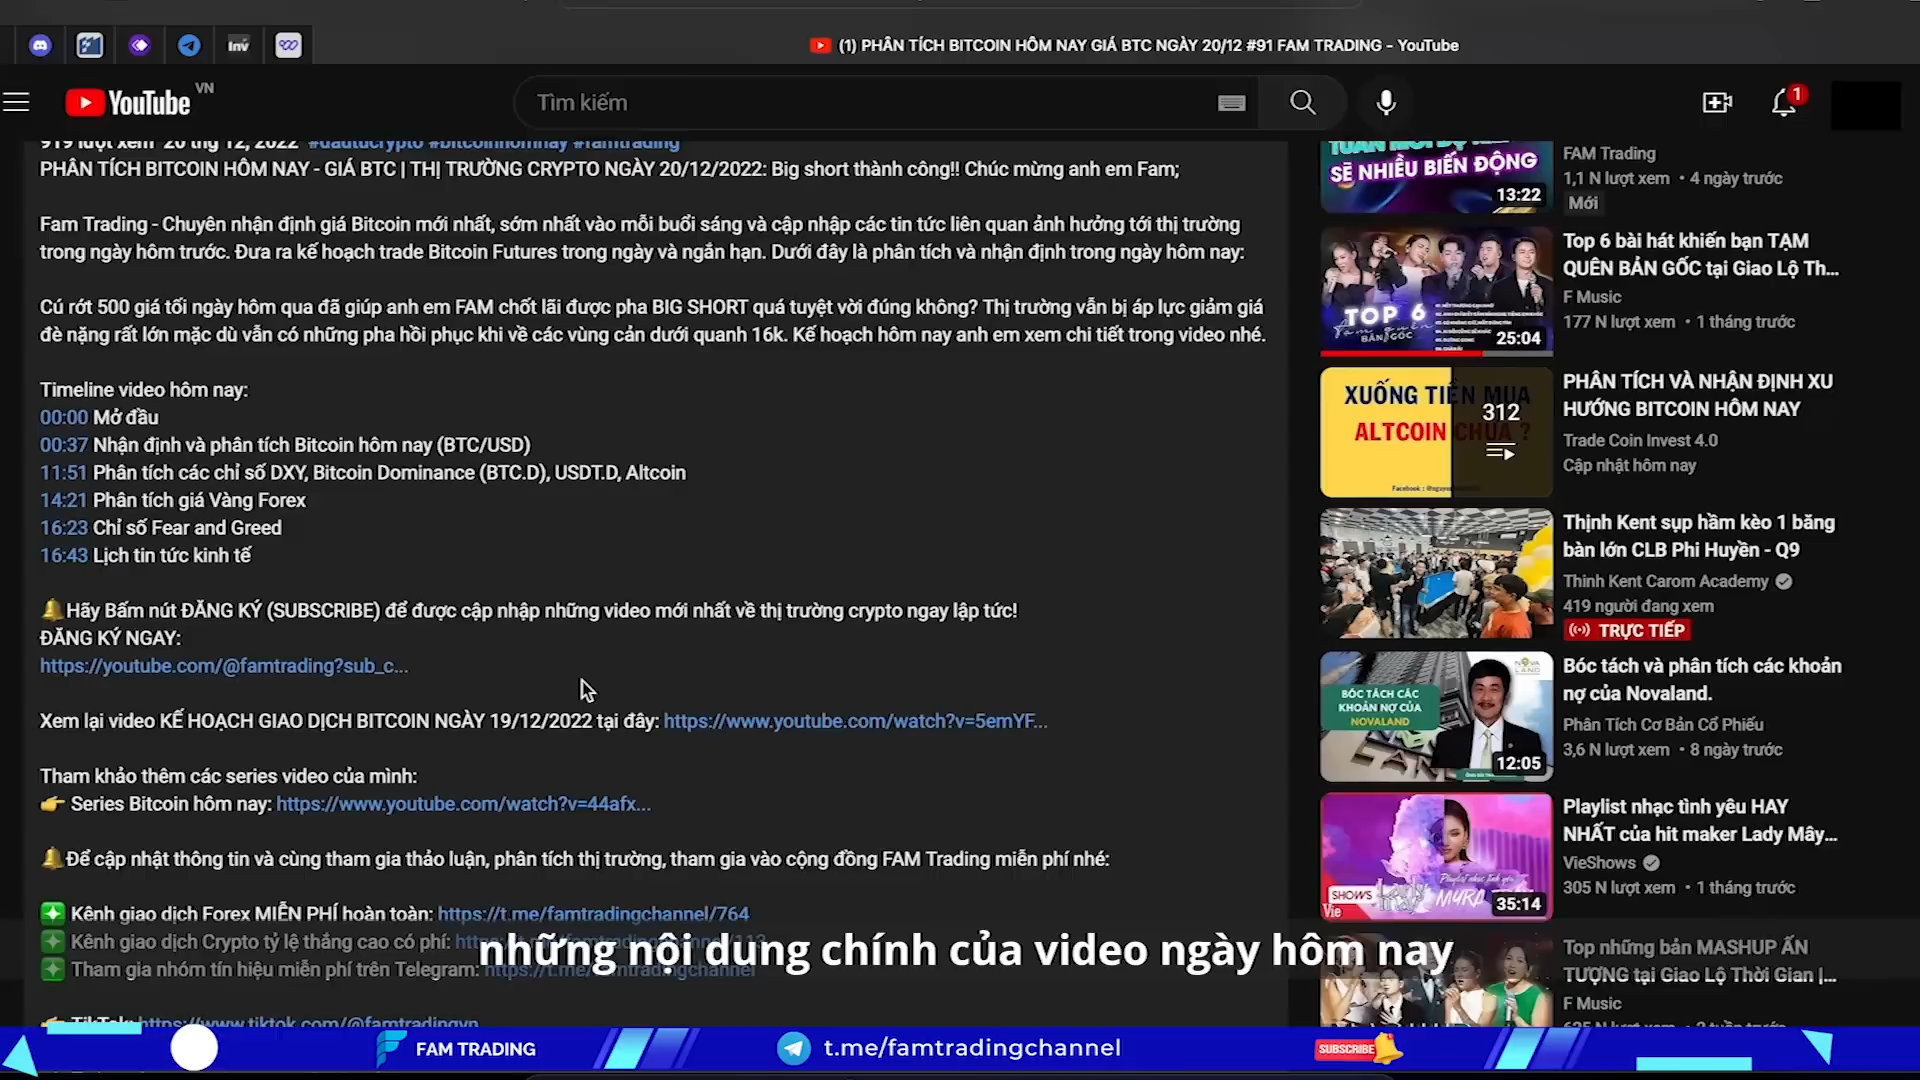 inv
(1) PHÂN TÍCH BITCOIN HÔM NAY GIÁ BTC NGÀY 20/12 #91 FAM TRADING - YouTube
YouTube VN
Tìm kiếm
1
919 lượt xem 20 thg 12, 2022 #dautucrypto #bitcoinhomnay #famtrading
PHÂN TÍCH BITCOIN HÔM NAY - GIÁ BTC | THỊ TRƯỜNG CRYPTO NGÀY 20/12/2022: Big short thành công!! Chúc mừng anh em Fam;
Fam Trading - Chuyên nhận định giá Bitcoin mới nhất, sớm nhất vào mỗi buổi sáng và cập nhập các tin tức liên quan ảnh hưởng tới thị trường
trong ngày hôm trước. Đưa ra kế hoạch trade Bitcoin Futures trong ngày và ngắn hạn. Dưới đây là phân tích và nhận định trong ngày hôm nay:
Cú rớt 500 giá tối ngày hôm qua đã giúp anh em FAM chốt lãi được pha BIG SHORT quá tuyệt vời đúng không? Thị trường vẫn bị áp lực giảm giá
đè nặng rất lớn mặc dù vẫn có những pha hồi phục khi về các vùng cản dưới quanh 16k. Kế hoạch hôm nay anh em xem chi tiết trong video nhé.
Timeline video hôm nay:
00:00 Mở đầu
00:37 Nhận định và phân tích Bitcoin hôm nay (BTC/USD)
11:51 Phân tích các chỉ số DXY, Bitcoin Dominance (BTC.D), USDT.D, Altcoin
14:21 Phân tích giá Vàng Forex
16:23 Chỉ số Fear and Greed
16:43 Lịch tin tức kinh tế
Hãy Bấm nút ĐĂNG KÝ (SUBSCRIBE) để được cập nhập những video mới nhất về thị trường crypto ngay lập tức!
ĐĂNG KÝ NGAY:
https://youtube.com/@famtrading?sub_c...
Xem lại video KẾ HOẠCH GIAO DỊCH BITCOIN NGÀY 19/12/2022 tại đây: https://www.youtube.com/watch?v=5emYF...
Tham khảo thêm các series video của mình:
Series Bitcoin hôm nay: https://www.youtube.com/watch?v=44afx...
Để cập nhật thông tin và cùng tham gia thảo luận, phân tích thị trường, tham gia vào cộng đồng FAM Trading miễn phí nhé:
Kênh giao dịch Forex MIỄN PHÍ hoàn toàn: https://t.me/famtradingchannel/764
Kênh giao dịch Crypto tỷ lệ thắng cao có phí: https://t.me/famtradingchannel/113
Tham gia nhóm tín hiệu miễn phí trên Telegram: https://t.me/famtradingchannel
TikTok: https://www.tiktok.com/@famtradingvn
SẼ NHIỀU BIẾN ĐỘNG
13:22
FAM Trading
1,1 N lượt xem • 4 ngày trước
Mới
TOP 6
BẢN GỐC
25:04
Top 6 bài hát khiến bạn TẠM
QUÊN BẢN GỐC tại Giao Lộ Th...
F Music
177 N lượt xem • 1 tháng trước
XUỐNG TIỀN MUA
ALTCOIN CHƯA ?
312
PHÂN TÍCH VÀ NHẬN ĐỊNH XU
HƯỚNG BITCOIN HÔM NAY
Trade Coin Invest 4.0
Cập nhật hôm nay
Thịnh Kent sụp hầm kèo 1 băng
bàn lớn CLB Phi Huyền - Q9
Thinh Kent Carom Academy
419 người đang xem
TRỰC TIẾP
NOVALAND
BÓC TÁCH CÁC
KHOẢN NỢ CỦA
NOVALAND
12:05
Bóc tách và phân tích các khoản
nợ của Novaland.
Phân Tích Cơ Bản Cổ Phiếu
3,6 N lượt xem • 8 ngày trước
SHOWS
Vie
MURA
35:14
Playlist nhạc tình yêu HAY
NHẤT của hit maker Lady Mây...
VieShows
305 N lượt xem • 1 tháng trước
Top những bản MASHUP ẤN
TƯỢNG tại Giao Lộ Thời Gian |...
F Music
những nội dung chính của video ngày hôm nay
FAM TRADING
t.me/famtradingchannel
SUBSCRIBE